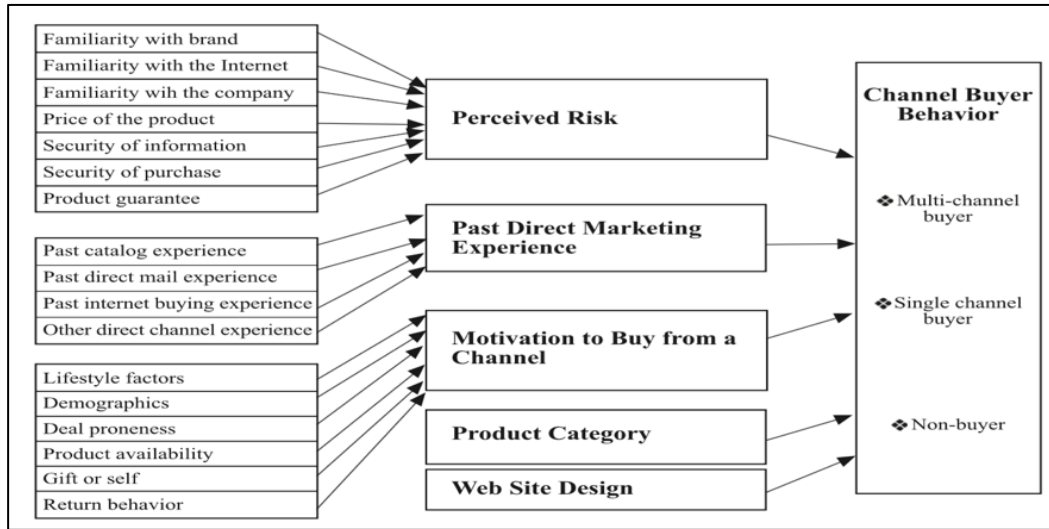 Familiarity with brand
Familiarity with the Internet
Familiarity wih the company
Price of the product
Security of information
Security of purchase
Product guarantee
Past catalog experience
Past direct mail experience
Past internet buying experience
Other direct channel experience
Lifestyle factors
Demographics
Deal proneness
Product availability
Gift or self
Return behavior
Perceived Risk
Past Direct Marketing
Experience
Motivation to Buy from a
Channel
Product Category
Web Site Design
Channel Buyer
Behavior
❖Multi-channel
buyer
❖Single channel
buyer
❖Non-buyer